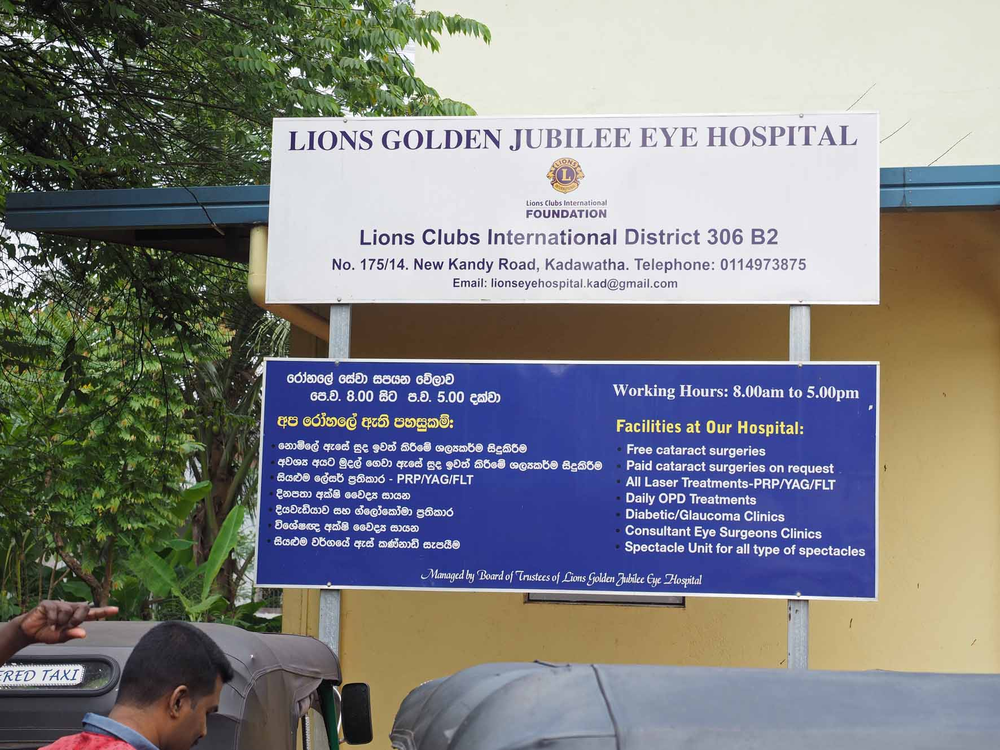 LIONS GOLDEN JUBILEE EYE HOSPITAL
LIONS
L
INTERNATIONAL
Lions Clubs International
FOUNDATION
Lions Clubs International District 306 B2
No. 175/14. New Kandy Road, Kadawatha. Telephone: 0114973875
Email: lionseyehospital.kad@gmail.com
රෝහලේ සේවා සපයන වේලාව
පෙ.ව. 8.00 සිට ප.ව. 5.00 දක්වා
අප රෝහලේ ඇති පහසුකම්:
නොමිලේ ඇසේ සුද ඉවත් කිරීමේ ශල්‍යකර්ම සිදුකිරීම
අවශ්‍ය අයට මුදල් ගෙවා ඇසේ සුද ඉවත් කිරීමේ ශල්‍යකර්ම සිදුකිරීම
සියළුම ලේසර් ප්‍රතිකාර - PRP/YAG/FLT
දිනපතා අක්ෂි වෛද්‍ය සායන
දියවැඩියාව සහ ග්ලෝකෝමා ප්‍රතිකාර
විශේෂඥ අක්ෂි වෛද්‍ය සායන
සියළුම වර්ගයේ ඇස් කණ්නාඩි සැපයීම
Working Hours: 8.00am to 5.00pm
Facilities at Our Hospital:
Free cataract surgeries
Paid cataract surgeries on request
All Laser Treatments-PRP/YAG/FLT
Daily OPD Treatments
Diabetic/Glaucoma Clinics
Consultant Eye Surgeons Clinics
Spectacle Unit for all type of spectacles
Managed by Board of Trustees of Lions Golden Jubilee Eye Hospital
ERED TAXI